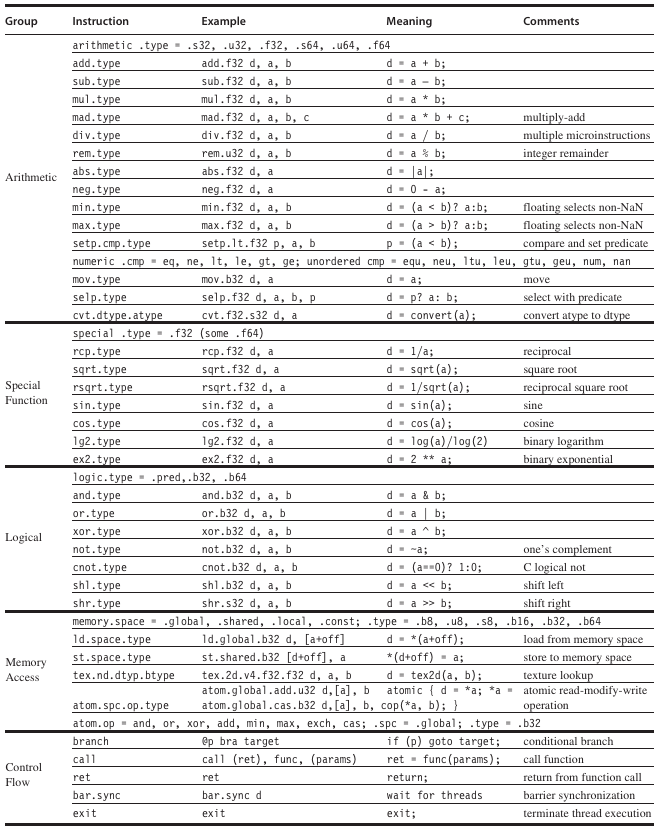 Group Instruction Example Meaning Comments
arithmetic .type = .s32, .u32, .f32, .s64, .u64, .f64
add.type add.f32 d, a, b d = a + b;
sub.type sub.f32 d, a, b d = a – b;
mul.type mul.f32 d, a, b d = a * b;
mad.type mad.f32 d, a, b, c d = a * b + c; multiply-add
div.type div.f32 d, a, b d = a / b; multiple microinstructions
rem.type rem.u32 d, a, b d = a % b; integer remainder
Arithmetic abs.type abs.f32 d, a d = |a|;
neg.type neg.f32 d, a d = 0 - a;
min.type min.f32 d, a, b d = (a < b)? a:b; floating selects non-NaN
max.type max.f32 d, a, b d = (a > b)? a:b; floating selects non-NaN
setp.cmp.type setp.lt.f32 p, a, b p = (a < b); compare and set predicate
numeric .cmp = eq, ne, lt, le, gt, ge; unordered cmp = equ, neu, ltu, leu, gtu, geu, num, nan
mov.type mov.b32 d, a d = a; move
selp.type selp.f32 d, a, b, p d = p? a: b; select with predicate
cvt.dtype.atype cvt.f32.s32 d, a d = convert(a); convert atype to dtype
special .type = .f32 (some .f64)
rcp.type rcp.f32 d, a d = 1/a; reciprocal
sqrt.type sqrt.f32 d, a d = sqrt(a); square root
Special Function rsqrt.type rsqrt.f32 d, a d = 1/sqrt(a); reciprocal square root
sin.type sin.f32 d, a d = sin(a); sine
cos.type cos.f32 d, a d = cos(a); cosine
lg2.type lg2.f32 d, a d = log(a)/log(2) binary logarithm
ex2.type ex2.f32 d, a d = 2 ** a; binary exponential
logic.type = .pred,.b32, .b64
and.type and.b32 d, a, b d = a & b;
or.type or.b32 d, a, b d = a | b;
Logical xor.type xor.b32 d, a, b d = a ^ b;
not.type not.b32 d, a, b d = ~a; one's complement
cnot.type cnot.b32 d, a, b d = (a==0)? 1:0; C logical not
shl.type shl.b32 d, a, b d = a << b; shift left
shr.type shr.s32 d, a, b d = a >> b; shift right
memory.space = .global, .shared, .local, .const; .type = .b8, .u8, .s8, .b16, .b32, .b64
ld.space.type ld.global.b32 d, [a+off] d = *(a+off); load from memory space
Memory Access st.space.type st.shared.b32 [d+off], a *(d+off) = a; store to memory space
tex.nd.dtyp.btype tex.2d.v4.f32.f32 d, a, b d = tex2d(a, b); texture lookup
atom.global.add.u32 d,[a], b atomic { d = *a; *a = atomic read-modify-write
atom.spc.op.type atom.global.cas.b32 d,[a], b, c op(*a, b); } operation
atom.op = and, or, xor, add, min, max, exch, cas; .spc = .global; .type = .b32
branch @p bra target if (p) goto target; conditional branch
call call (ret), func, (params) ret = func(params); call function
Control Flow ret ret return; return from function call
bar.sync bar.sync d wait for threads barrier synchronization
exit exit exit; terminate thread execution